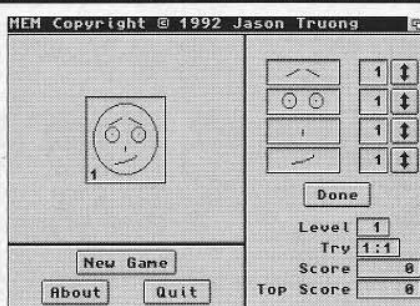 MEM Copyright © 1992 Jason Truong
1
1
1
1
1
Done
Level 1
Try 1:1
Score 0
Top Score 0
New Game
About Quit